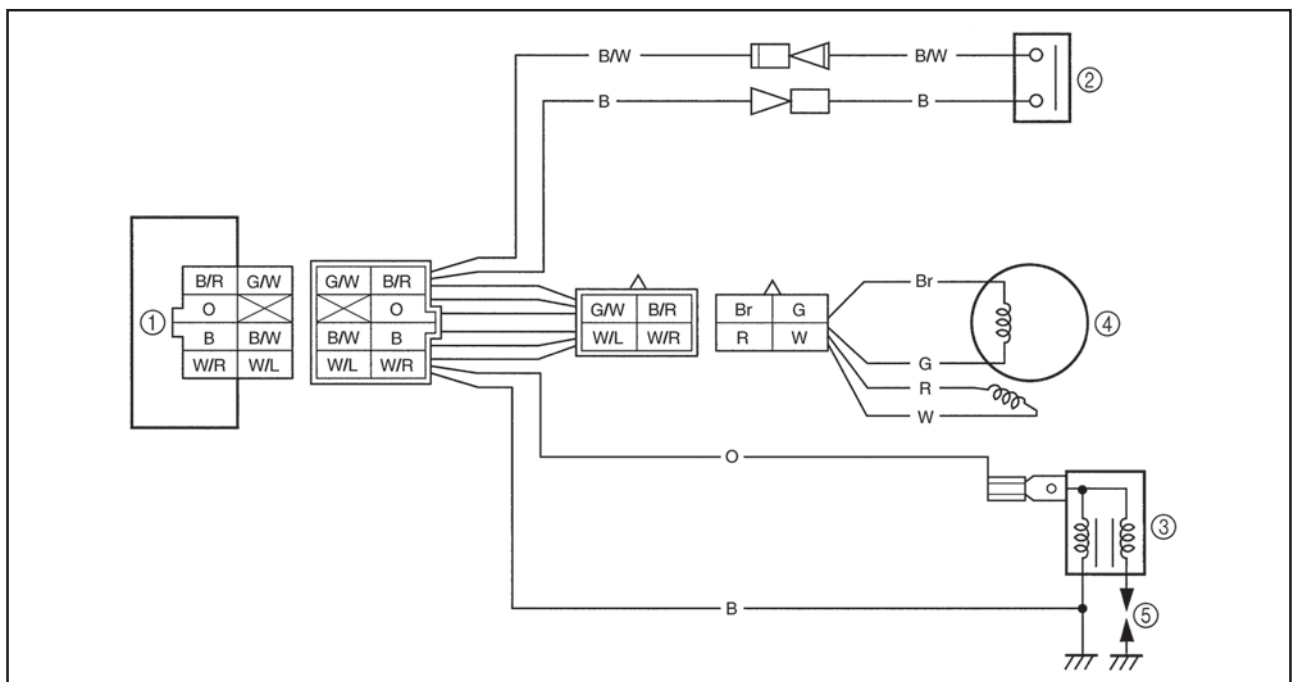 B/W B/W
②
B B
B/R G/W G/W B/R
Br
O O
G/W B/R Br G
① ④
B B/W B/W B
W/L W/R R W
W/R W/L W/L W/R
G
R
W
O
③
B
⑤